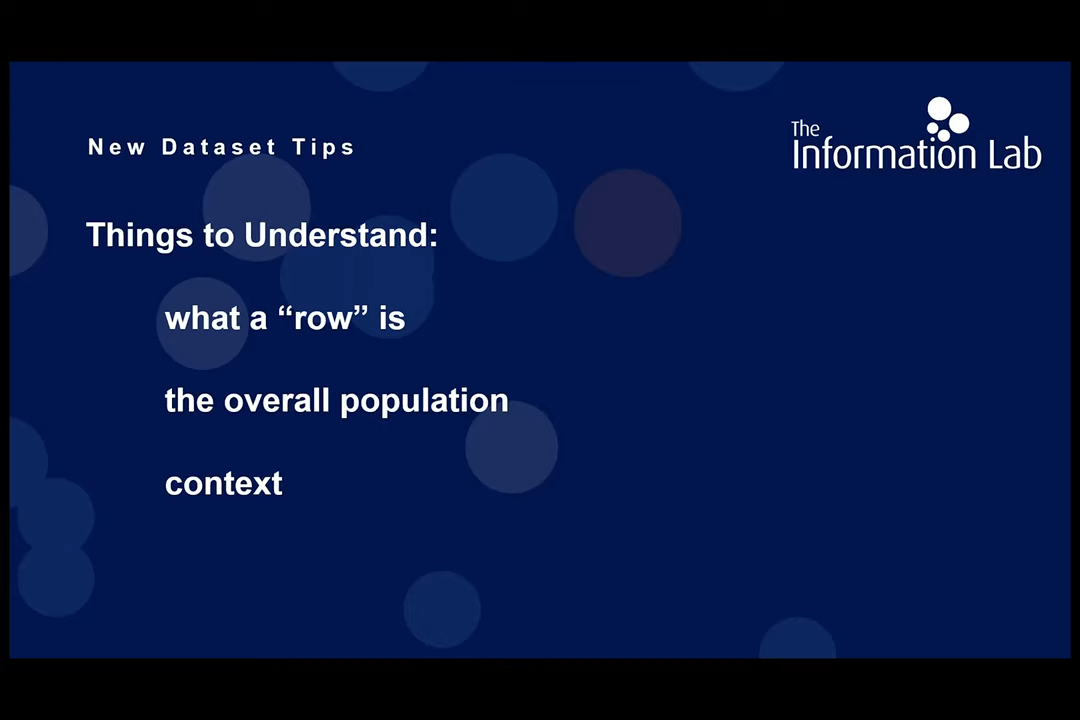 New Dataset Tips
The
Information Lab
Things to Understand:
what a “row” is
the overall population
context